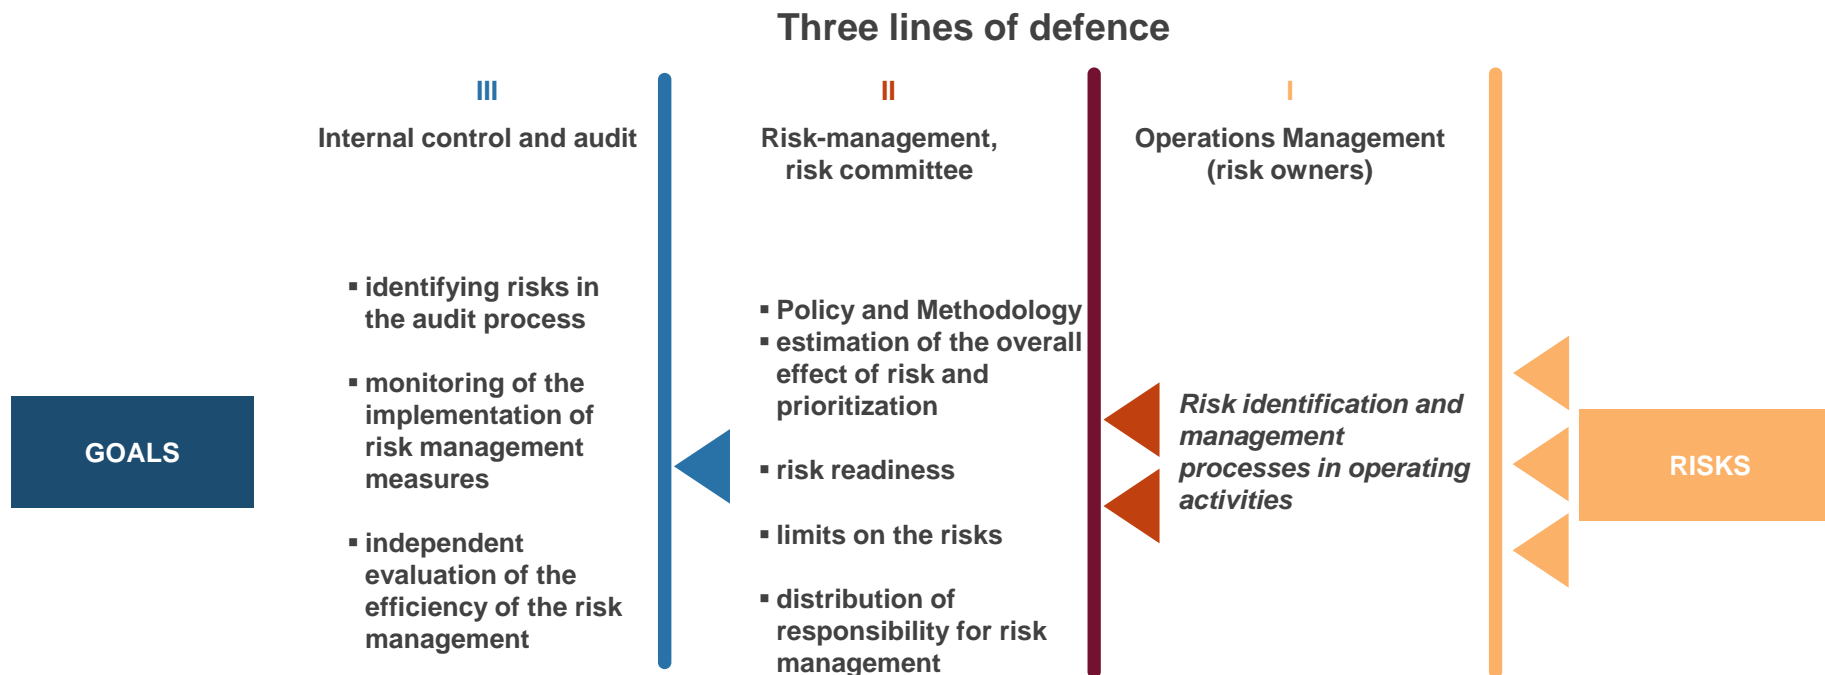 Three lines of defence
III
Internal control and audit
▪ identifying risks in
the audit process
▪ monitoring of the
implementation of
risk management
measures
▪ independent
evaluation of the
efficiency of the risk
management
II
Risk-management,
risk committee
▪ Policy and Methodology
▪ estimation of the overall
effect of risk and
prioritization
▪ risk readiness
▪ limits on the risks
▪ distribution of
responsibility for risk
management
I
Operations Management
(risk owners)
Risk identification and
management
processes in operating
activities
GOALS
RISKS